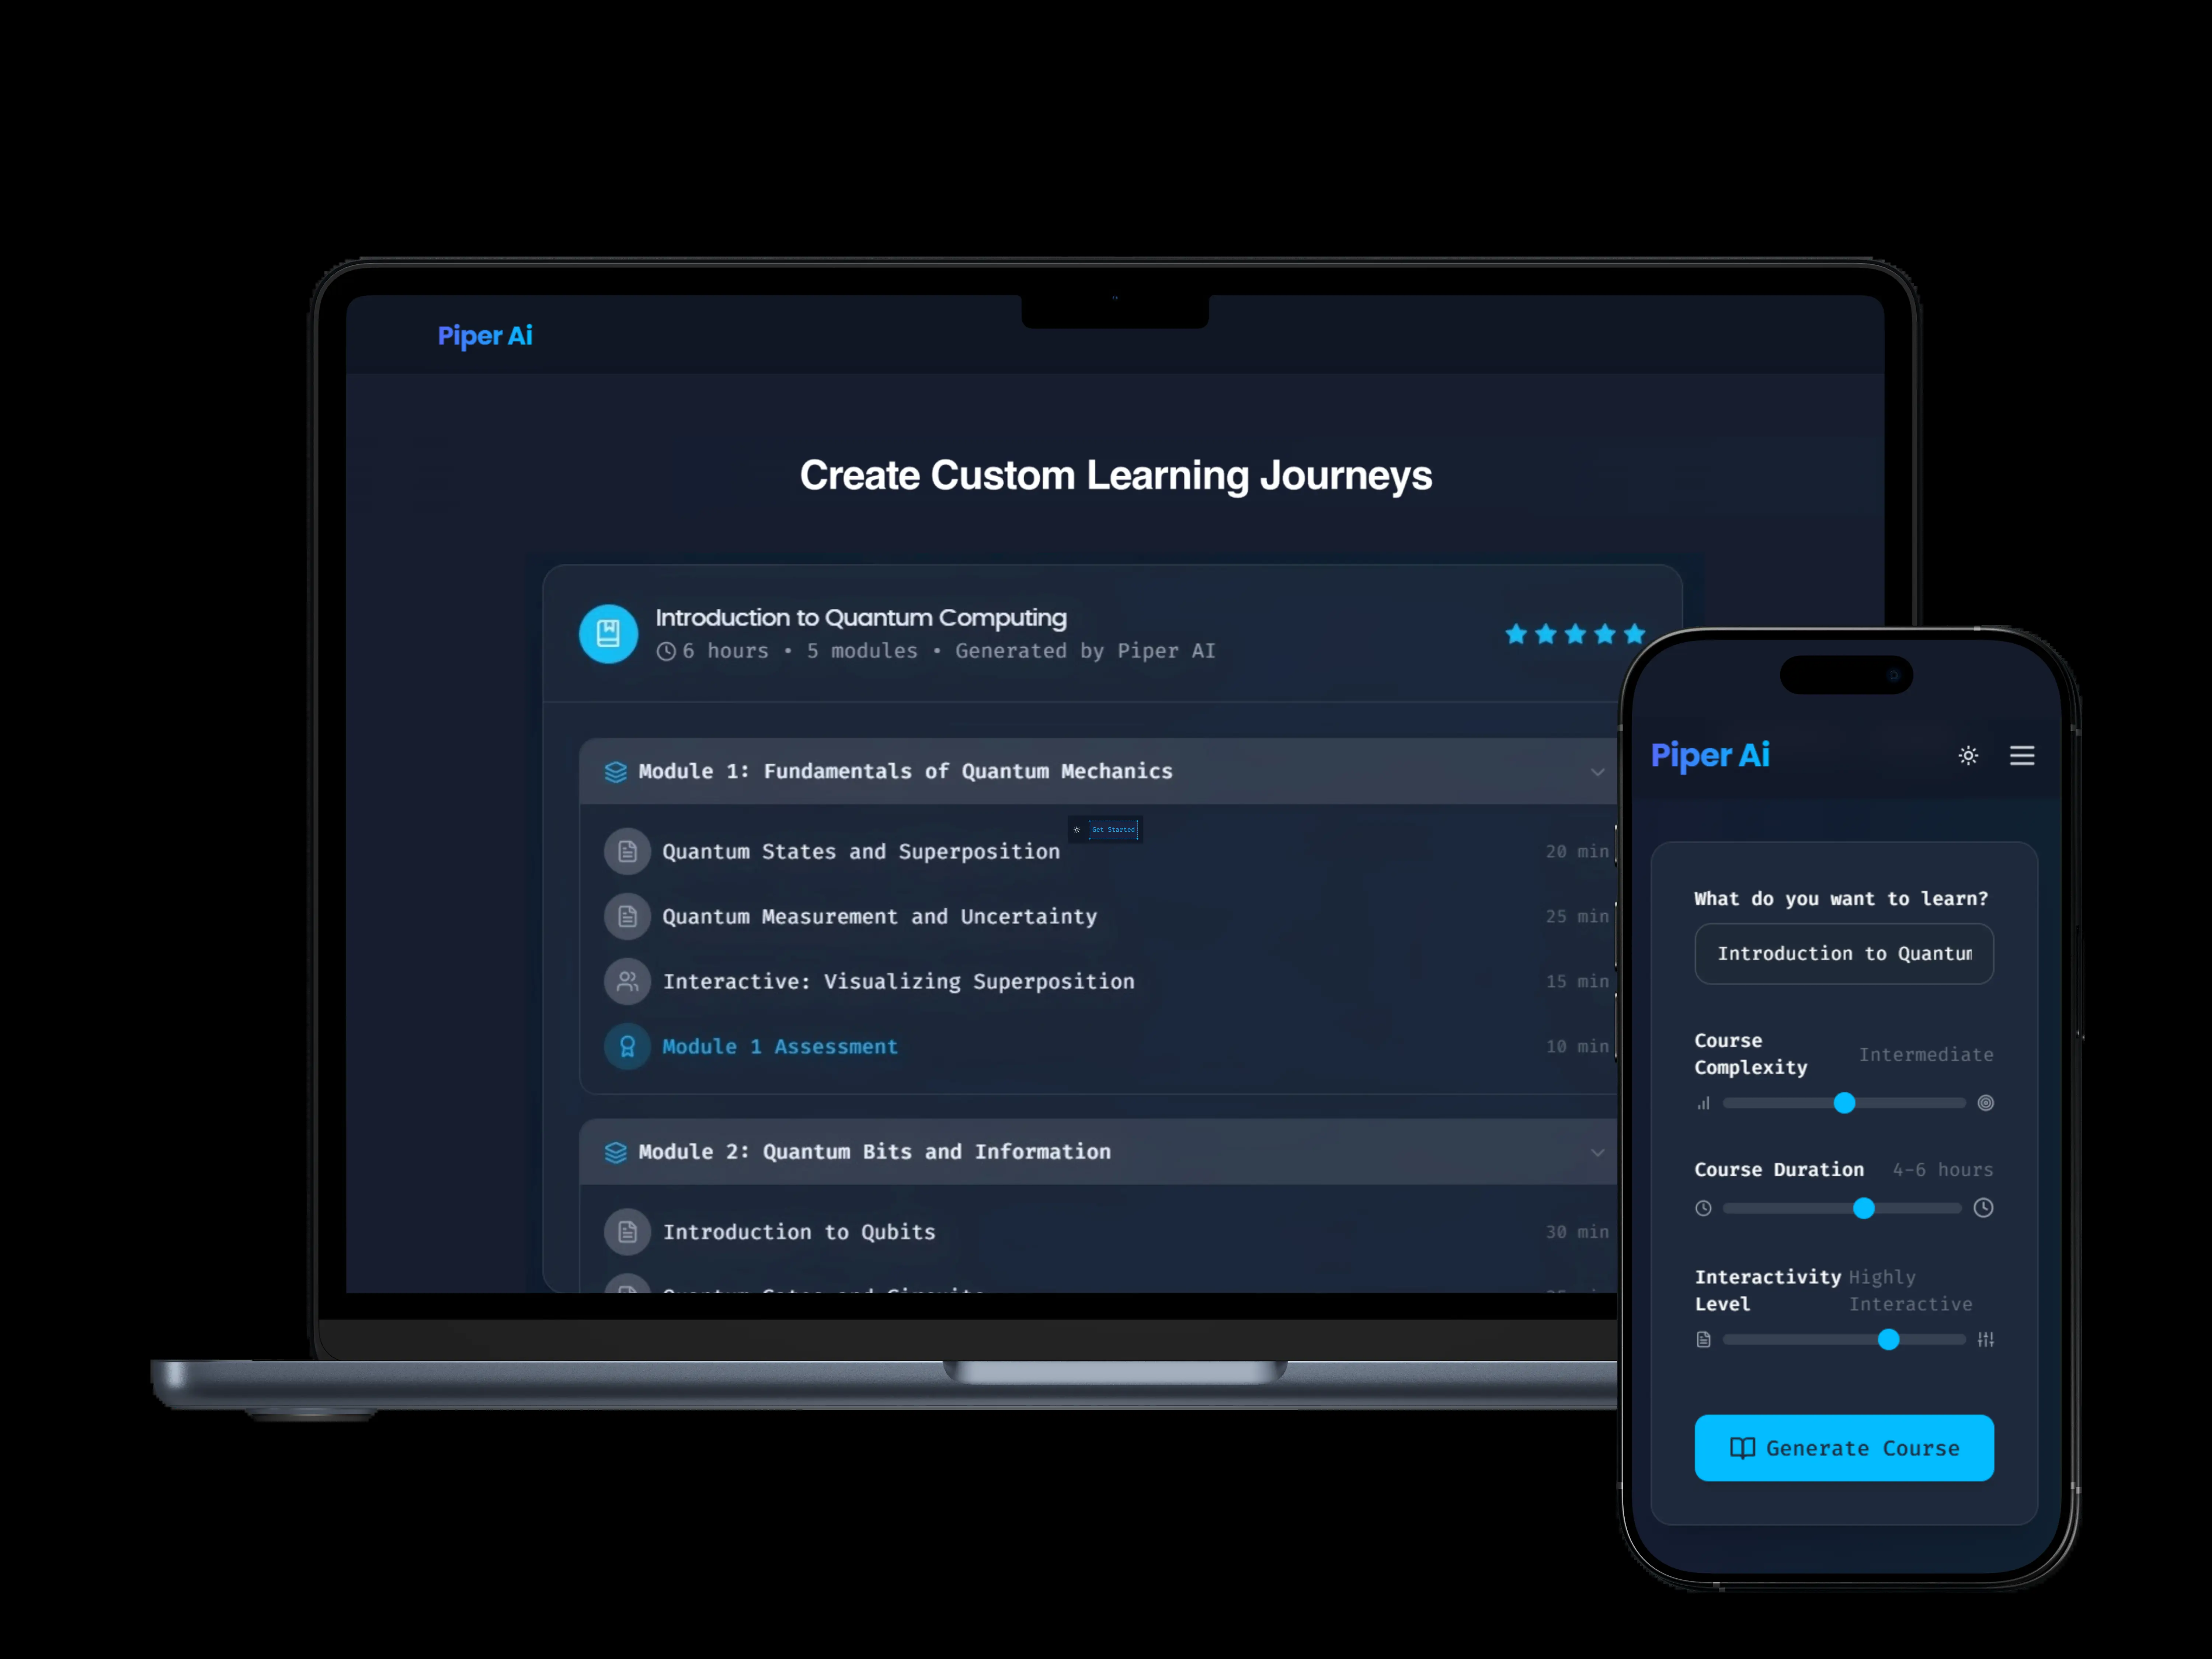 Piper Ai
Create Custom Learning Journeys
Introduction to Quantum Computing
6 hours • 5 modules • Generated by Piper AI
Module 1: Fundamentals of Quantum Mechanics
Get Started
Quantum States and Superposition 20 min
Quantum Measurement and Uncertainty 25 min
Interactive: Visualizing Superposition 15 min
Module 1 Assessment 10 min
Module 2: Quantum Bits and Information
Introduction to Qubits 30 min
Quantum Gates and Circuits
Piper Ai
What do you want to learn?
Introduction to Quantum
Course
Complexity
Intermediate
Course Duration 4-6 hours
Interactivity
Level
Highly
Interactive
Generate Course